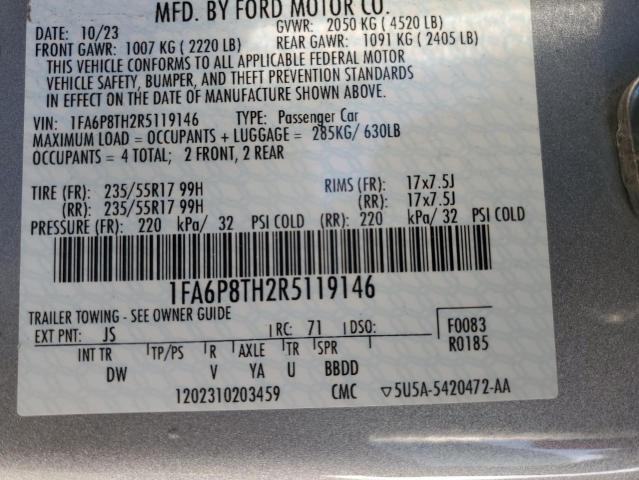 MFD. BY FORD MOTOR CO.
DATE: 10/23 GVWR: 2050 KG ( 4520 LB)
FRONT GAWR: 1007 KG ( 2220 LB) REAR GAWR: 1091 KG ( 2405 LB)
THIS VEHICLE CONFORMS TO ALL APPLICABLE FEDERAL MOTOR
VEHICLE SAFETY, BUMPER, AND THEFT PREVENTION STANDARDS
IN EFFECT ON THE DATE OF MANUFACTURE SHOWN ABOVE.
VIN: 1FA6P8TH2R5119146 TYPE: Passenger Car
MAXIMUM LOAD = OCCUPANTS + LUGGAGE = 285KG/ 630LB
OCCUPANTS = 4 TOTAL; 2 FRONT, 2 REAR
TIRE (FR): 235/55R17 99H RIMS (FR): 17x7.5J
(RR): 235/55R17 99H (RR): 17x7.5J
PRESSURE (FR): 220 kPa/ 32 PSI COLD (RR): 220 kPa/ 32 PSI COLD
1FA6P8TH2R5119146
TRAILER TOWING - SEE OWNER GUIDE
EXT PNT: JS RC: 71 DSO: F0083
INT TR TP/PS R AXLE TR SPR R0185
DW V YA U BBDD
1202310203459 CMC ▽5U5A-5420472-AA